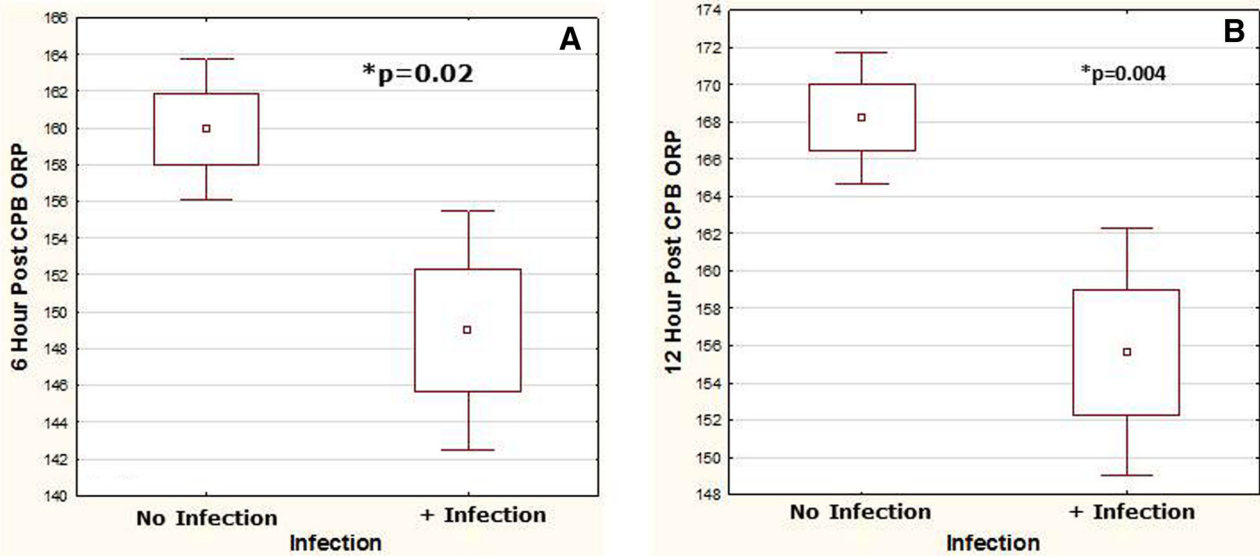 A
*p=0.02
6 Hour Post CPB ORP
166
164
162
160
158
156
154
152
150
148
146
144
142
140
No Infection
+ Infection
Infection
B
*p=0.004
12 Hour Post CPB ORP
174
172
170
168
166
164
162
160
158
156
154
152
150
148
No Infection
+ Infection
Infection